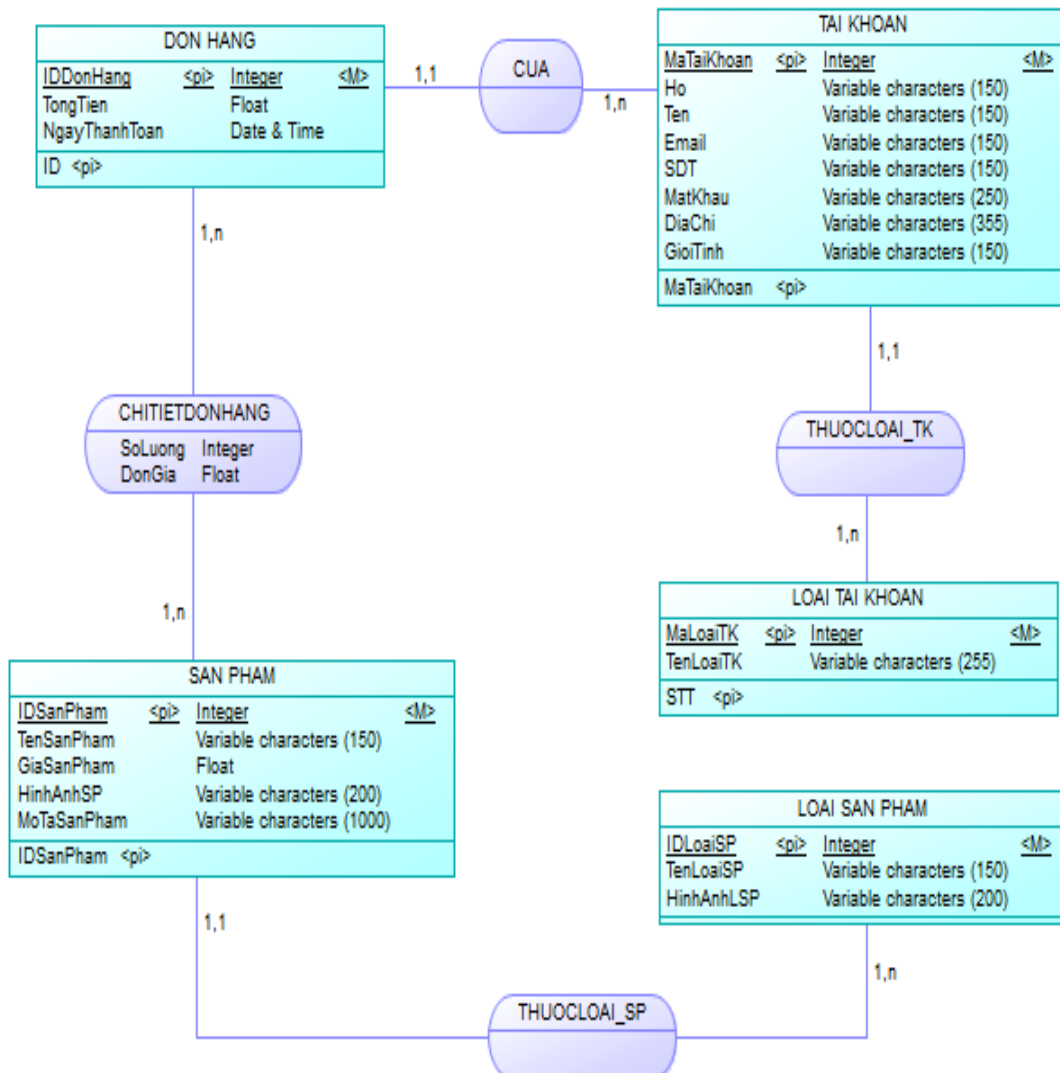 DON HANG
IDDonHang <pi> Integer <M>
TongTien Float
NgayThanhToan Date & Time
ID <pi>
1,1
CUA
1,n
TAI KHOAN
MaTaiKhoan <pi> Integer <M>
Ho Variable characters (150)
Ten Variable characters (150)
Email Variable characters (150)
SDT Variable characters (150)
MatKhau Variable characters (250)
DiaChi Variable characters (355)
GioiTinh Variable characters (150)
MaTaiKhoan <pi>
1,n
1,1
CHITIETDONHANG
SoLuong Integer
DonGia Float
THUOCLOAI_TK
1,n
1,n
LOAI TAI KHOAN
MaLoaiTK <pi> Integer <M>
TenLoaiTK Variable characters (255)
STT <pi>
SAN PHAM
IDSanPham <pi> Integer <M>
TenSanPham Variable characters (150)
GiaSanPham Float
HinhAnhSP Variable characters (200)
MoTaSanPham Variable characters (1000)
IDSanPham <pi>
LOAI SAN PHAM
IDLoaiSP <pi> Integer <M>
TenLoaiSP Variable characters (150)
HinhAnhLSP Variable characters (200)
1,1
1,n
THUOCLOAI_SP